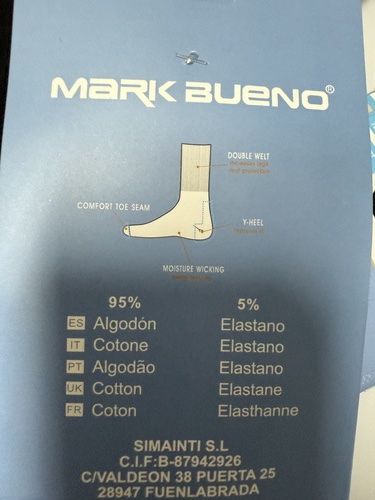 MARK BUENO®
DOUBLE WELT
COMFORT TOE SEAM
Y-HEEL
MOISTURE WICKING
95% 5%
ES Algodón Elastano
IT Cotone Elastano
PT Algodão Elastano
UK Cotton Elastane
FR Coton Elasthanne
SIMAINTI S.L
C.I.F:B-87942926
C/VALDEON 38 PUERTA 25
28947 FUENLABRADA